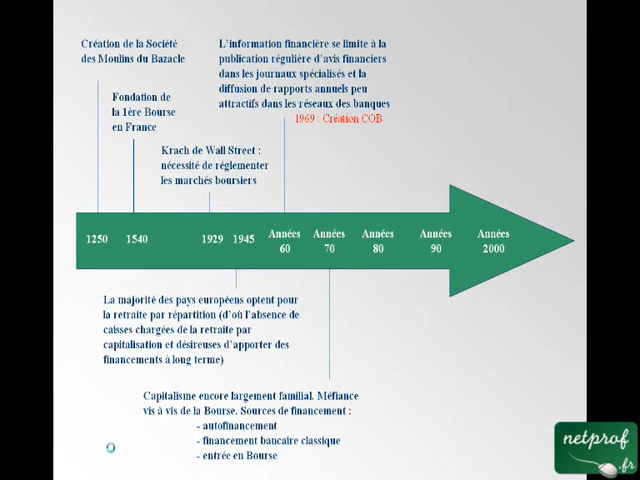 Création de la Société
des Moulins du Bazacle
L'information financière se limite à la
publication régulière d'avis financiers
dans les journaux spécialisés et la
diffusion de rapports annuels peu
attractifs dans les réseaux des banques
1969 : Création COB
Fondation de
la 1ère Bourse
en France
Krach de Wall Street :
nécessité de réglementer
les marchés boursiers
1250
1540
1929
1945
Années
60
Années
70
Années
80
Années
90
Années
2000
La majorité des pays européens optent pour
la retraite par répartition (d'où l'absence de
caisses chargées de la retraite par
capitalisation et désireuses d'apporter des
financements à long terme)
Capitalisme encore largement familial. Méfiance
vis à vis de la Bourse. Sources de financement :
- autofinancement
- financement bancaire classique
- entrée en Bourse
netprof
.fr